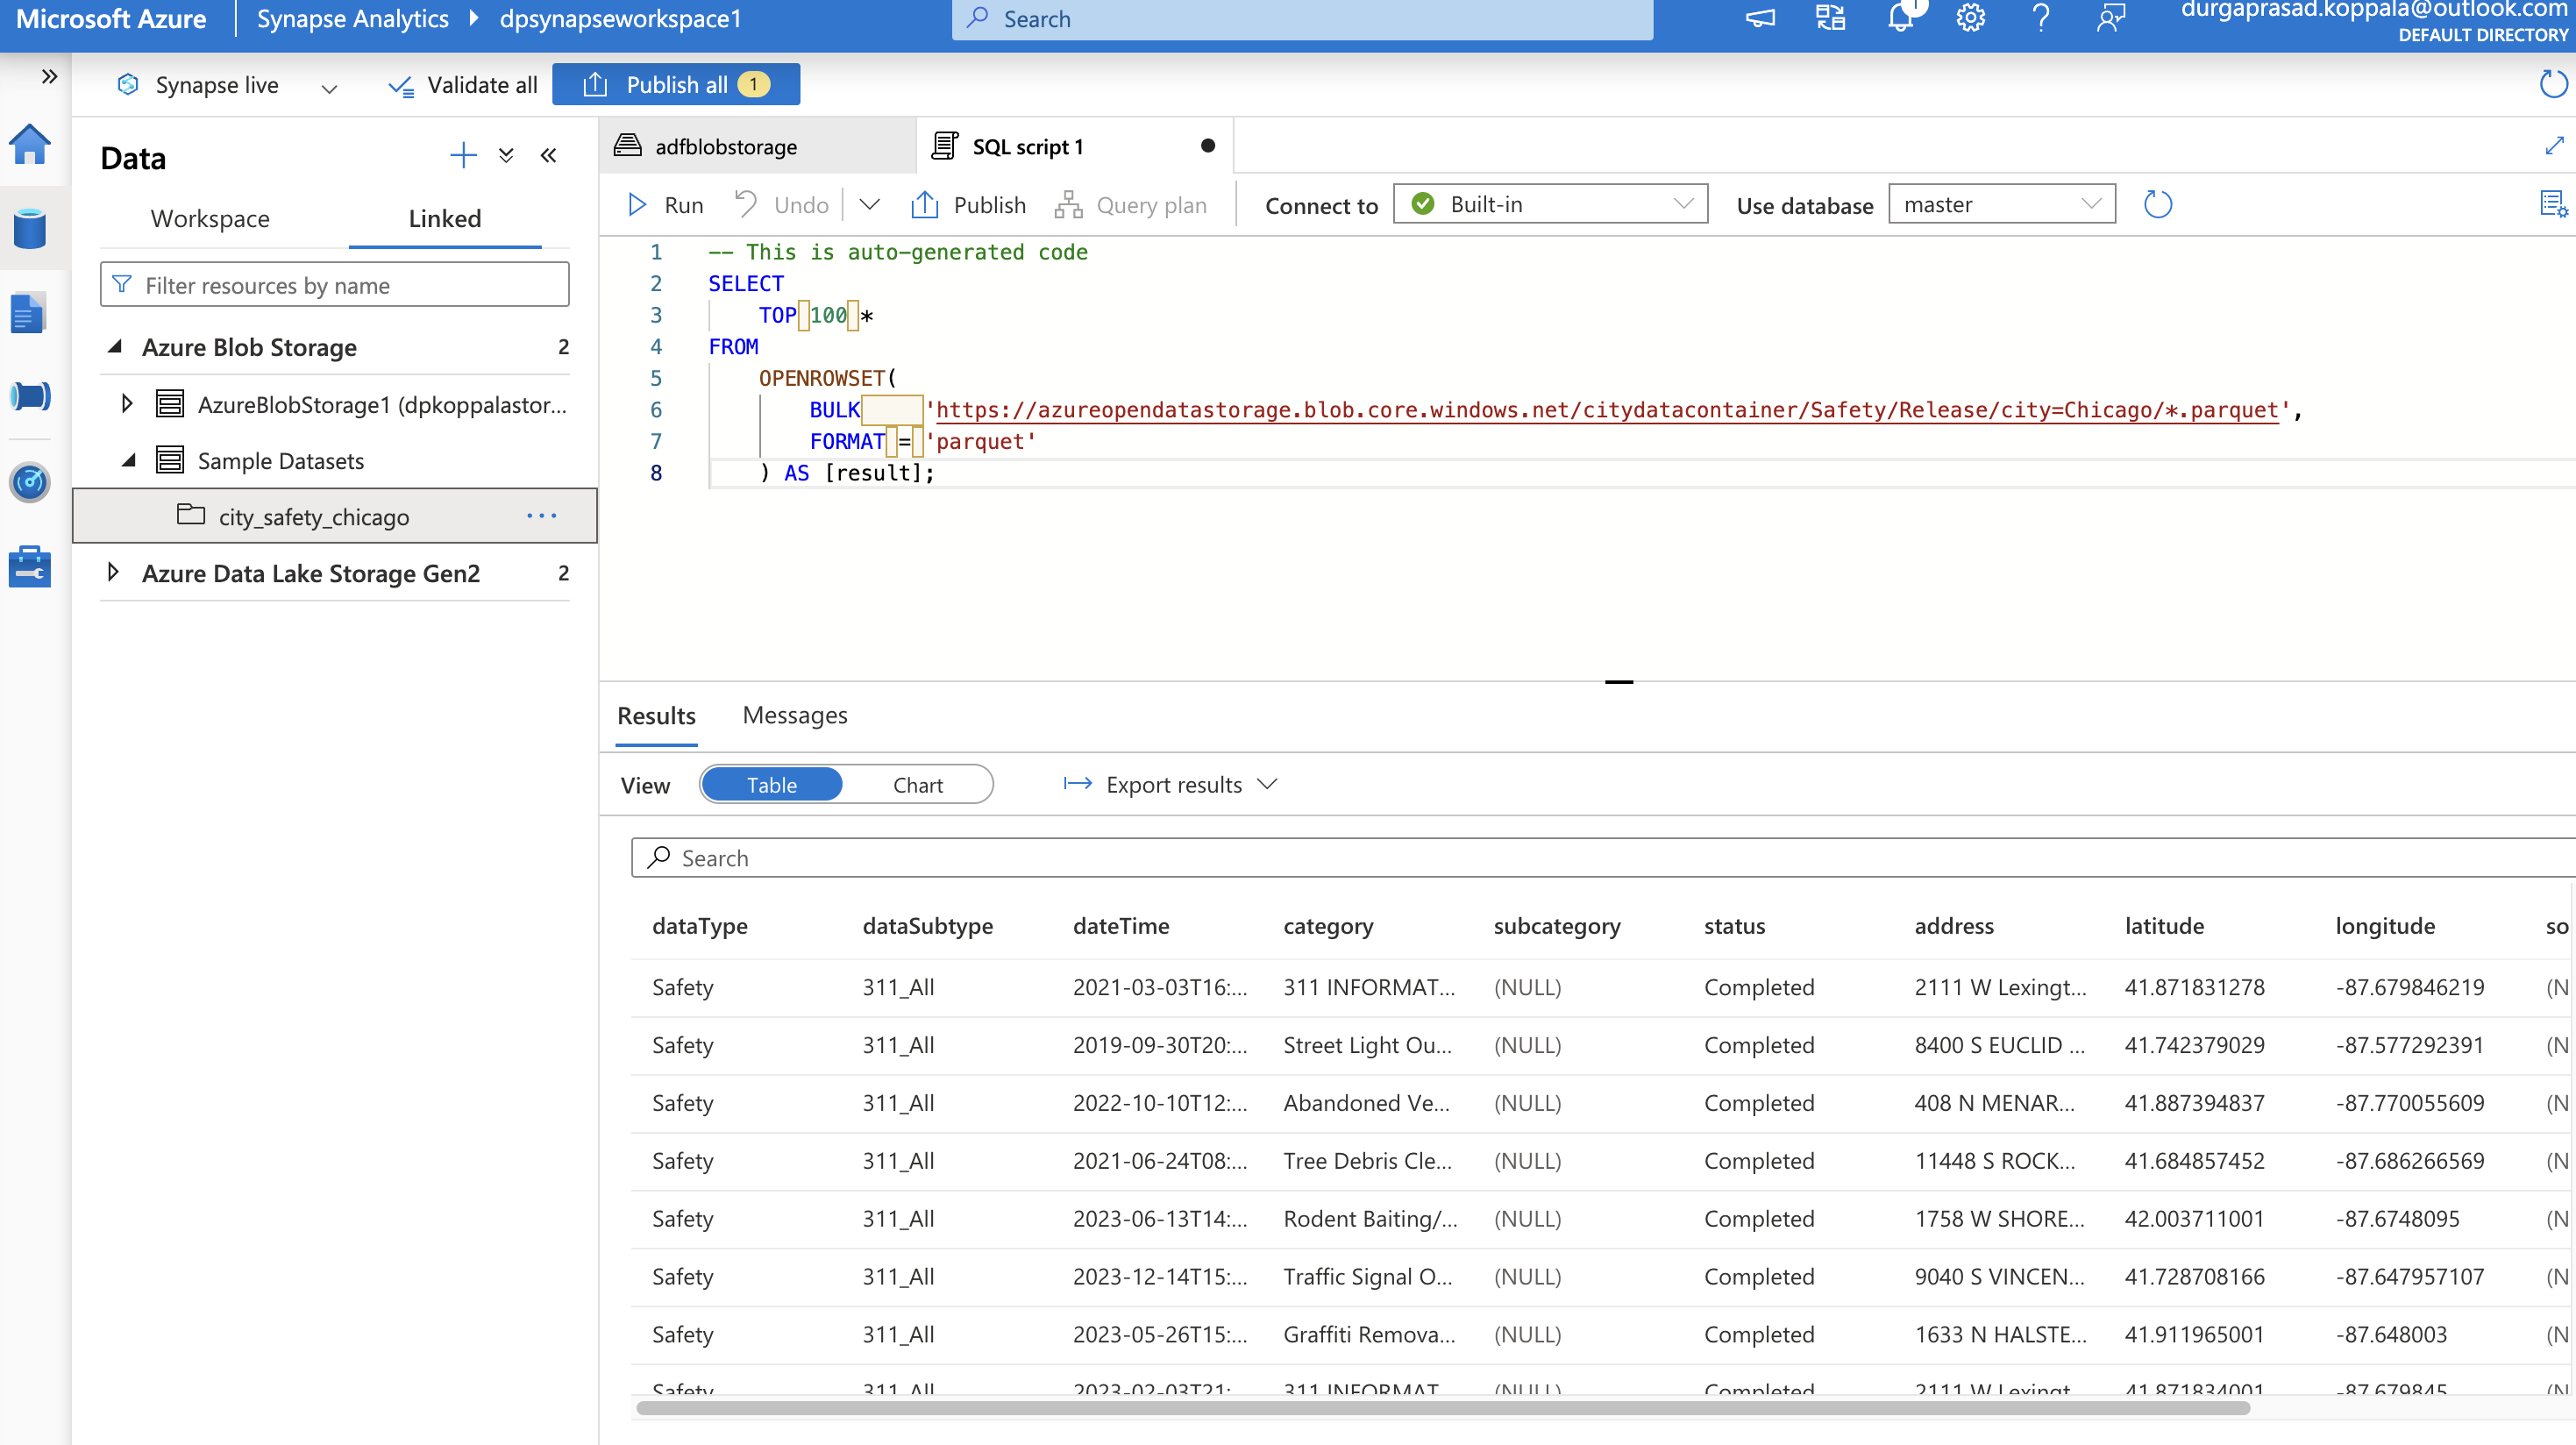 Microsoft Azure Synapse Analytics dpsynapseworkspace1 Search 1 durgaprasad.koppala@outlook.com
DEFAULT DIRECTORY
Synapse live Validate all Publish all 1
Data
Workspace Linked
Filter resources by name
Azure Blob Storage 2
AzureBlobStorage1 (dpkoppalastor...
Sample Datasets
city_safety_chicago
Azure Data Lake Storage Gen2 2
adfblobstorage SQL script 1
Run Undo Publish Query plan Connect to Built-in Use database master
1 -- This is auto-generated code
2 SELECT
3 TOP 100 *
4 FROM
5 OPENROWSET(
6 BULK 'https://azureopendatastorage.blob.core.windows.net/citydatacontainer/Safety/Release/city=Chicago/*.parquet',
7 FORMAT = 'parquet'
8 ) AS [result];
Results Messages
View Table Chart Export results
Search
dataType dataSubtype dateTime category subcategory status address latitude longitude so
Safety 311_All 2021-03-03T16:... 311 INFORMAT... (NULL) Completed 2111 W Lexingt... 41.871831278 -87.679846219 (N
Safety 311_All 2019-09-30T20:... Street Light Ou... (NULL) Completed 8400 S EUCLID ... 41.742379029 -87.577292391 (N
Safety 311_All 2022-10-10T12:... Abandoned Ve... (NULL) Completed 408 N MENAR... 41.887394837 -87.770055609 (N
Safety 311_All 2021-06-24T08:... Tree Debris Cle... (NULL) Completed 11448 S ROCK... 41.684857452 -87.686266569 (N
Safety 311_All 2023-06-13T14:... Rodent Baiting/... (NULL) Completed 1758 W SHORE... 42.003711001 -87.6748095 (N
Safety 311_All 2023-12-14T15:... Traffic Signal O... (NULL) Completed 9040 S VINCEN... 41.728708166 -87.647957107 (N
Safety 311_All 2023-05-26T15:... Graffiti Remova... (NULL) Completed 1633 N HALSTE... 41.911965001 -87.648003 (N
Safety 311_All 2023-02-03T21: 311 INFORMAT (NULL) Completed 2111 W Lexingt 41.871834001 -87.679845 (N